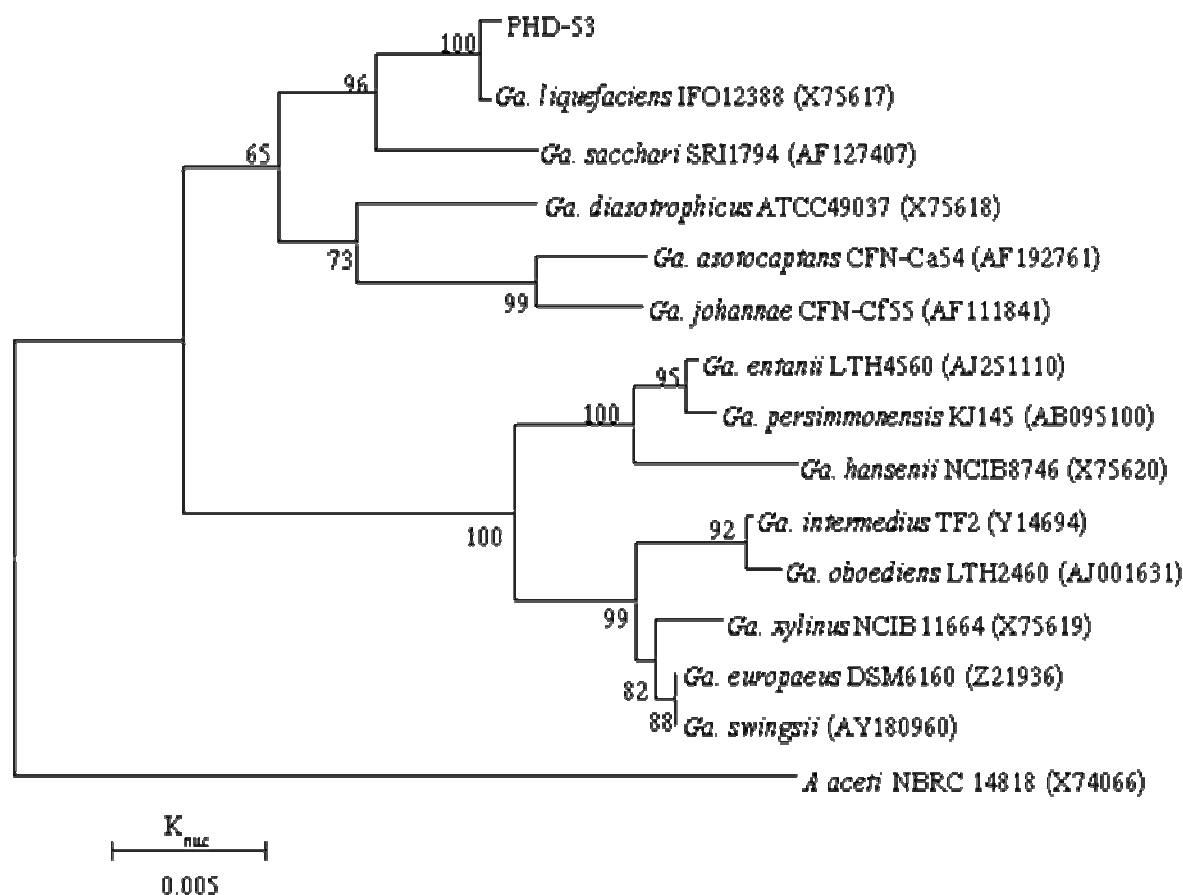 PHD-53
100
96
Ga. liquefaciens IFO12388 (X75617)
65
Ga. sacchari SRI1794 (AF127407)
Ga. diasotrophicus ATCC49037 (X75618)
73
Ga. asotocaptans CFN-Ca54 (AF192761)
99
Ga. johannae CFN-Cf55 (AF111841)
Ga. entanii LTH4560 (AJ251110)
95
100
Ga. persimmonensis KJ145 (AB095100)
Ga. hansenii NCIB8746 (X75620)
Ga. intermedius TF2 (Y14694)
92
100
Ga. oboediens LTH2460 (AJ001631)
99
Ga. xylinus NCIB 11664 (X75619)
Ga. europaeus DSM6160 (Z21936)
82
88
Ga. swingsii (AY180960)
A aceti NBRC 14818 (X74066)
Knuc
0.005